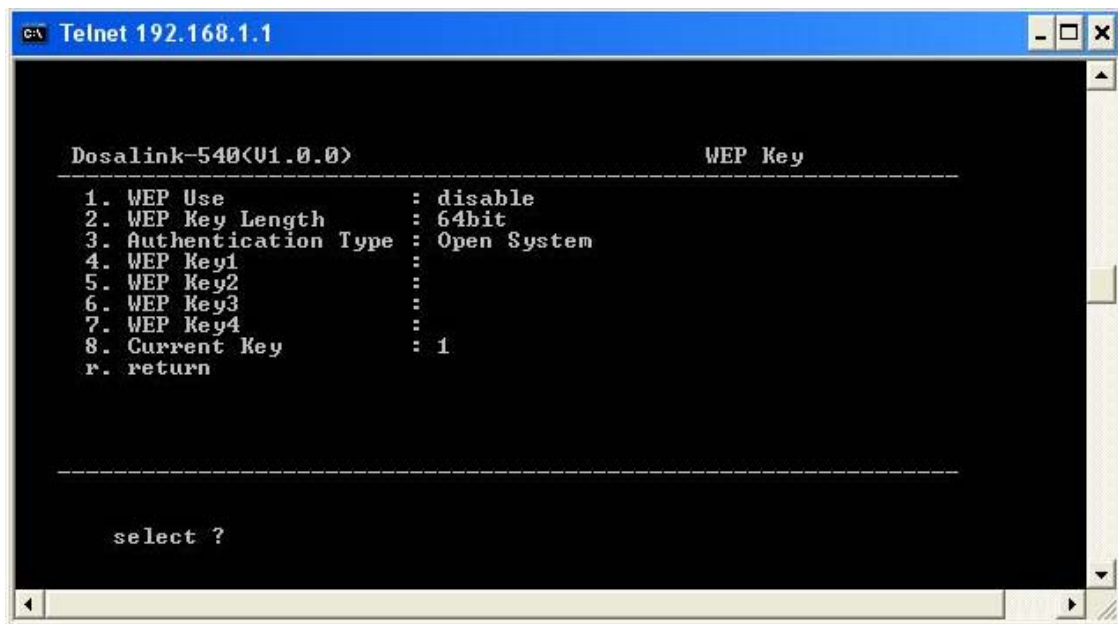 Telnet 192.168.1.1
Dosalink-540(V1.0.0) WEP Key
1. WEP Use : disable
2. WEP Key Length : 64bit
3. Authentication Type : Open System
4. WEP Key1 :
5. WEP Key2 :
6. WEP Key3 :
7. WEP Key4 :
8. Current Key : 1
r. return
select ?